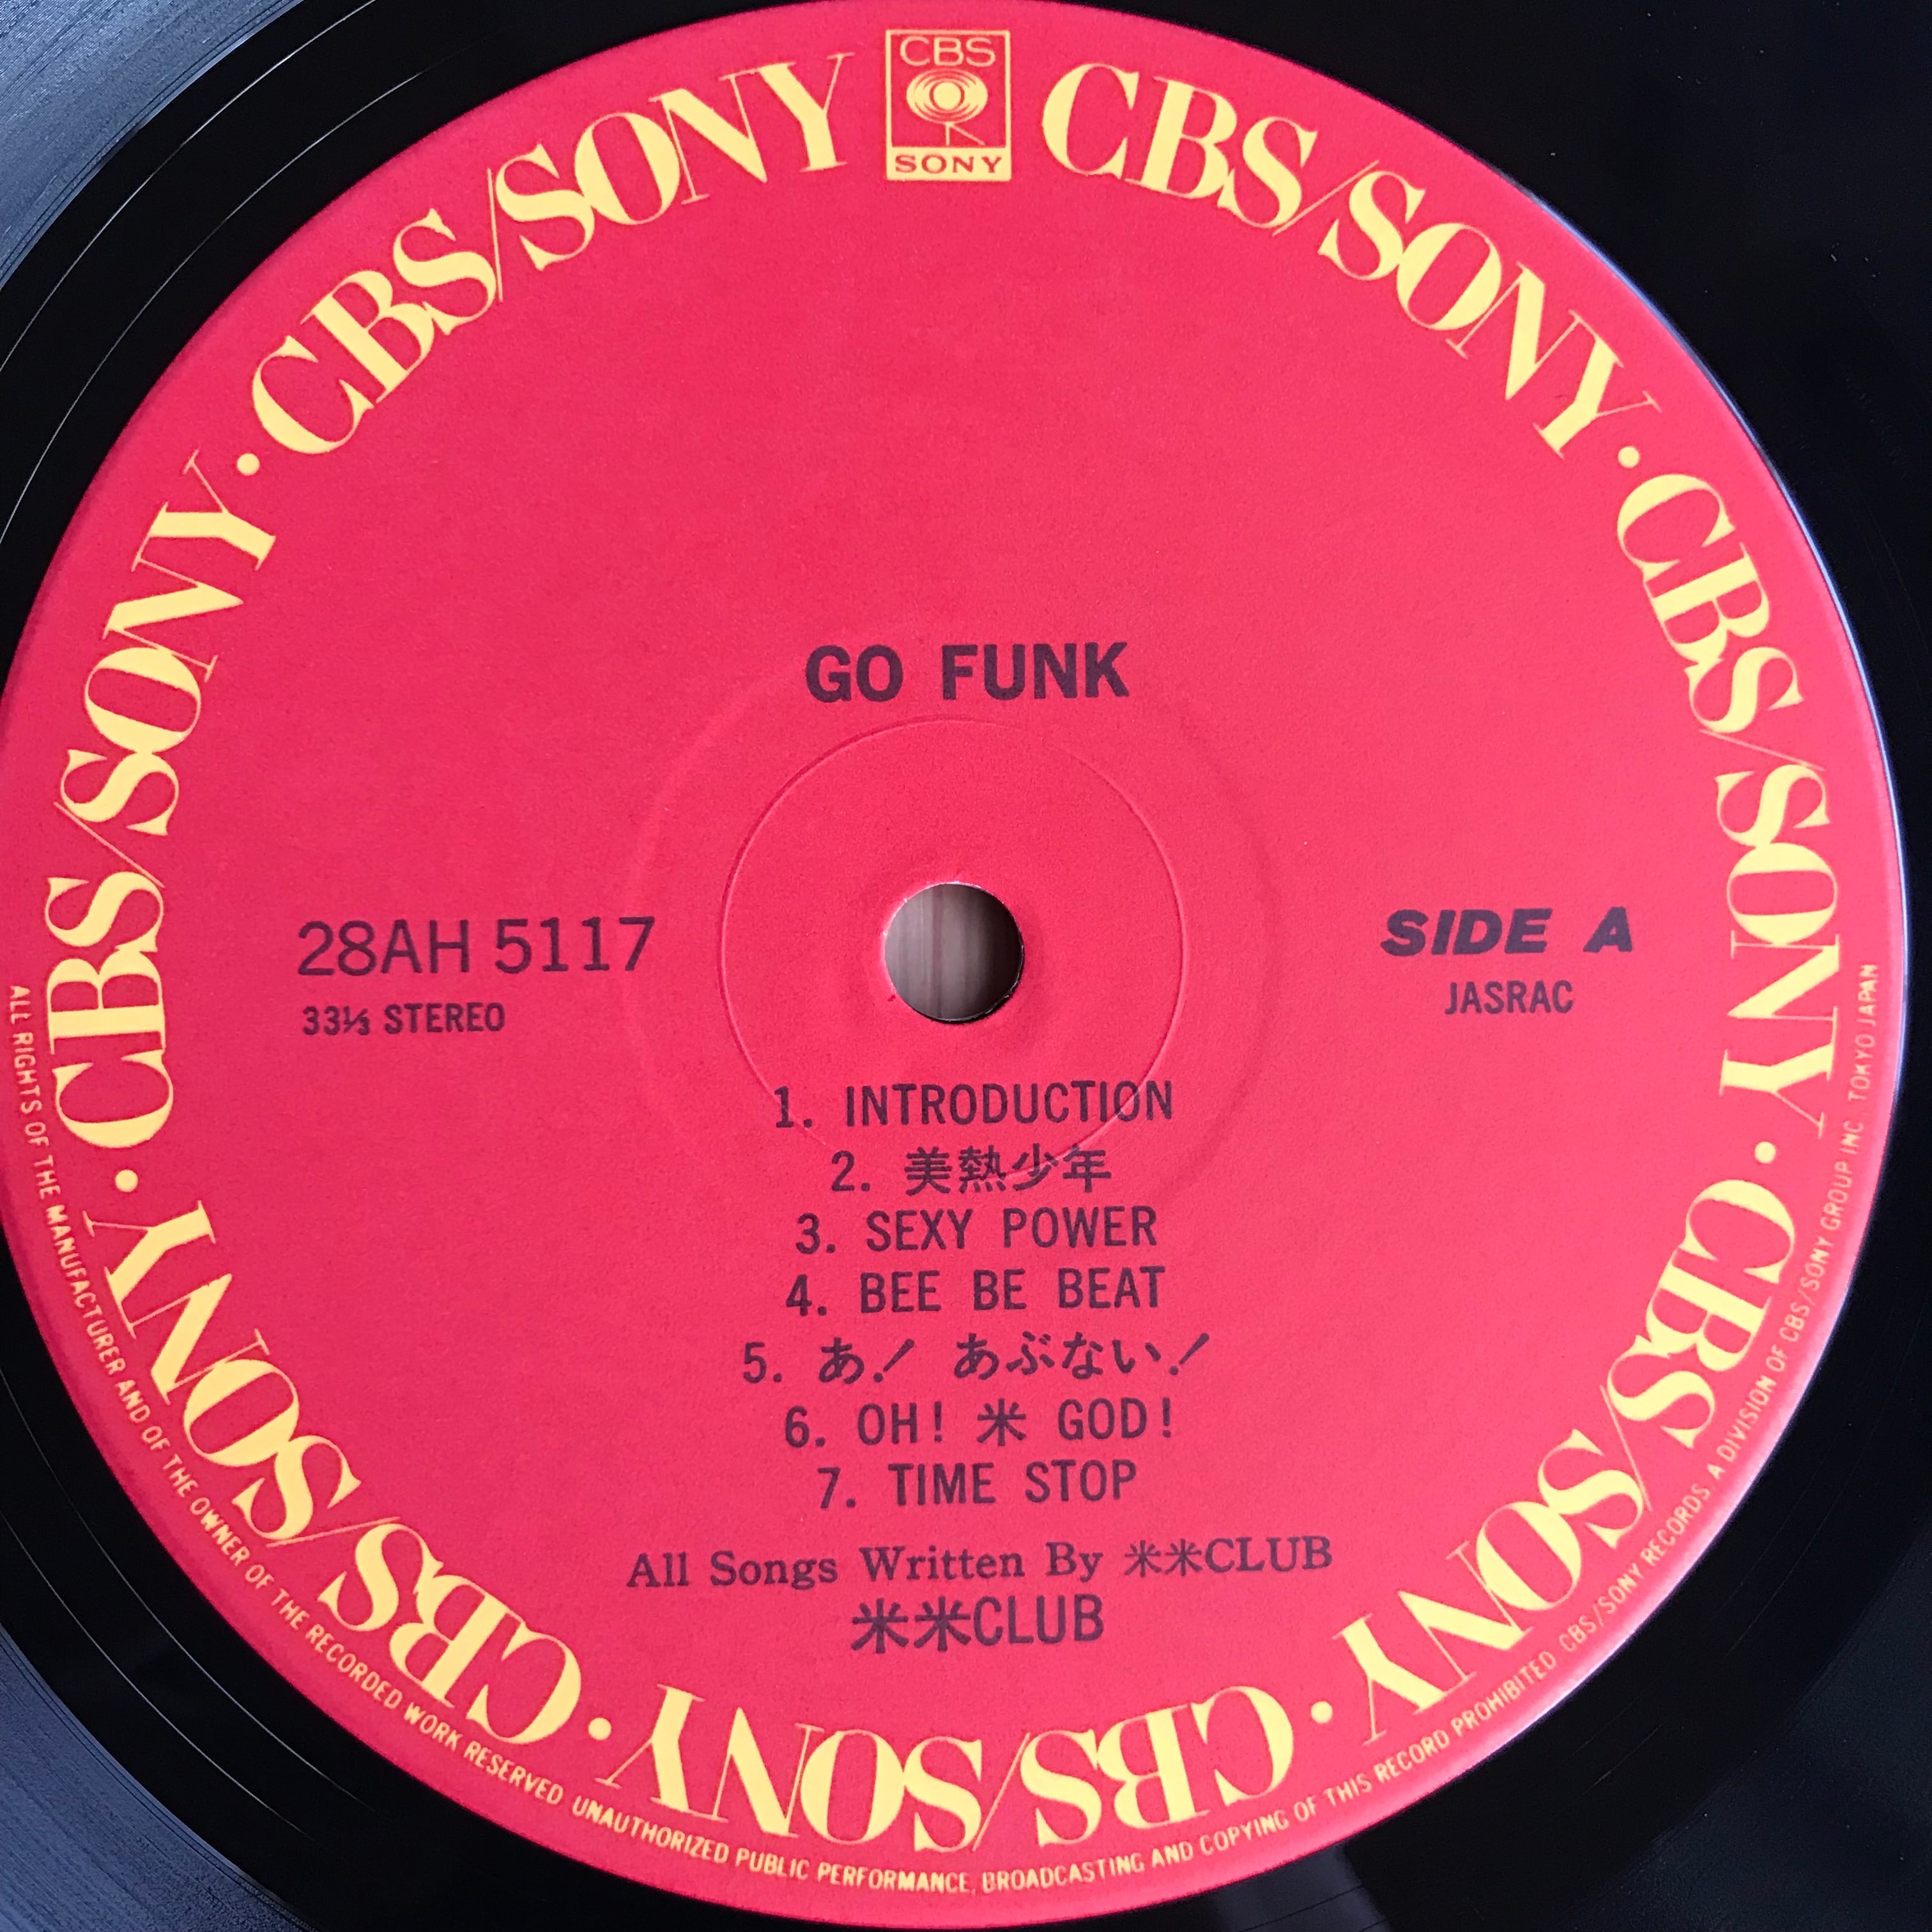 CBS
SONY
CBS/SONY · CBS/SONY · CBS/SONY · CBS/SONY · CBS/SONY · CBS/SONY · CBS/SONY · CBS/SONY
GO FUNK
28AH 5117
33⅓ STEREO
SIDE A
JASRAC
1. INTRODUCTION
2. 美熱少年
3. SEXY POWER
4. BEE BE BEAT
5. あ! あぶない!
6. OH! 米 GOD!
7. TIME STOP
All Songs Written By 米米CLUB
米米CLUB
ALL RIGHTS OF THE MANUFACTURER AND OF THE OWNER OF THE RECORDED WORK RESERVED UNAUTHORIZED PUBLIC PERFORMANCE, BROADCASTING AND COPYING OF THIS RECORD PROHIBITED CBS/SONY RECORDS. A DIVISION OF CBS/SONY GROUP INC. TOKYO JAPAN